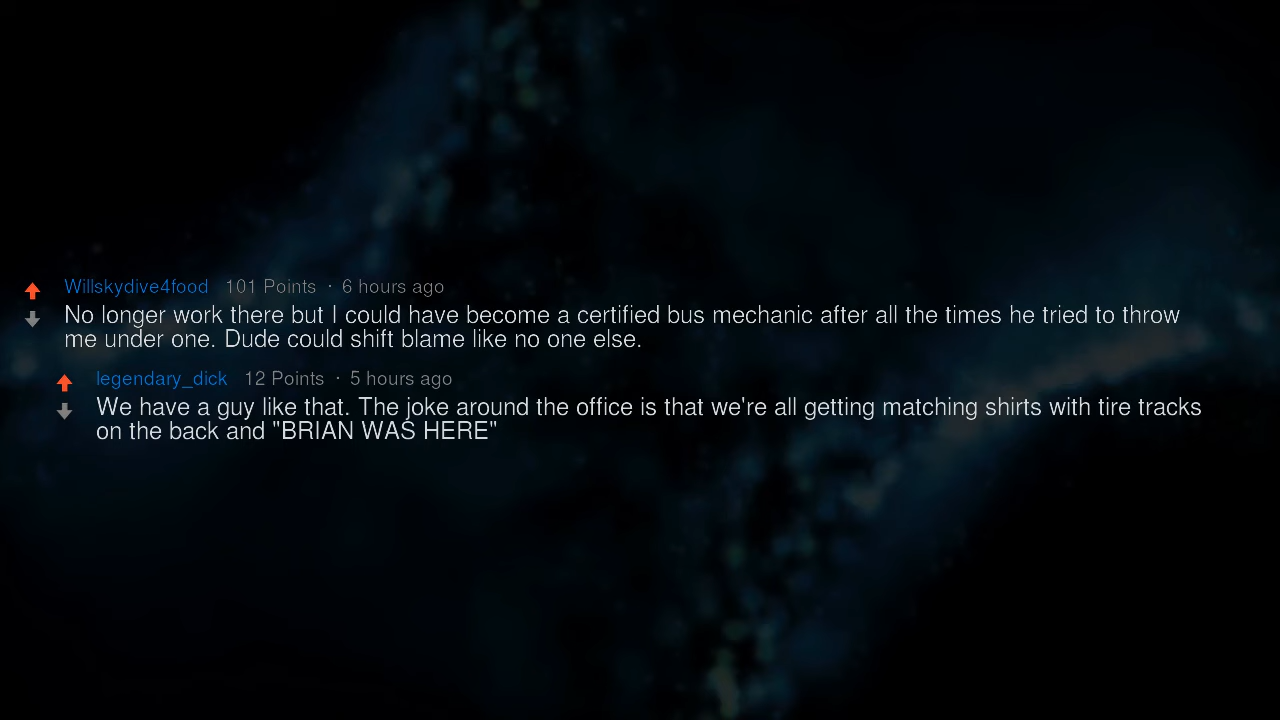 Willskydive4food 101 Points · 6 hours ago
No longer work there but I could have become a certified bus mechanic after all the times he tried to throw
me under one. Dude could shift blame like no one else.
legendary_dick 12 Points · 5 hours ago
We have a guy like that. The joke around the office is that we're all getting matching shirts with tire tracks
on the back and "BRIAN WAS HERE"